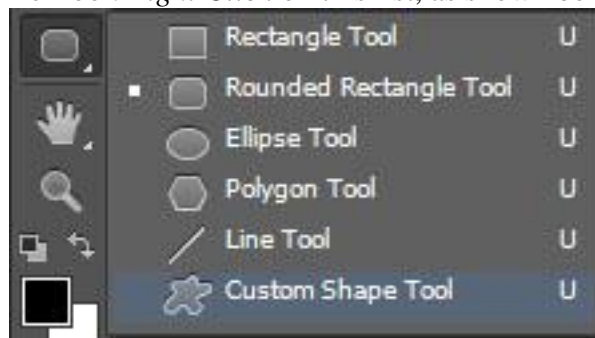 Rectangle Tool U
Rounded Rectangle Tool U
Ellipse Tool U
Polygon Tool U
Line Tool U
Custom Shape Tool U